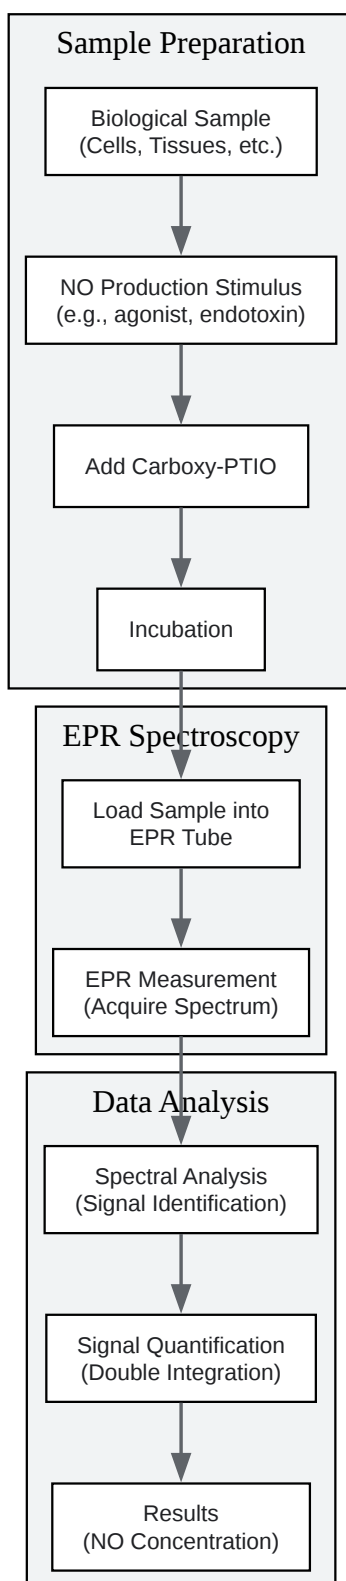 Sample Preparation
Biological Sample
(Cells, Tissues, etc.)
NO Production Stimulus
(e.g., agonist, endotoxin)
Add Carboxy-PTIO
Incubation
EPR Spectroscopy
Load Sample into
EPR Tube
EPR Measurement
(Acquire Spectrum)
Data Analysis
Spectral Analysis
(Signal Identification)
Signal Quantification
(Double Integration)
Results
(NO Concentration)